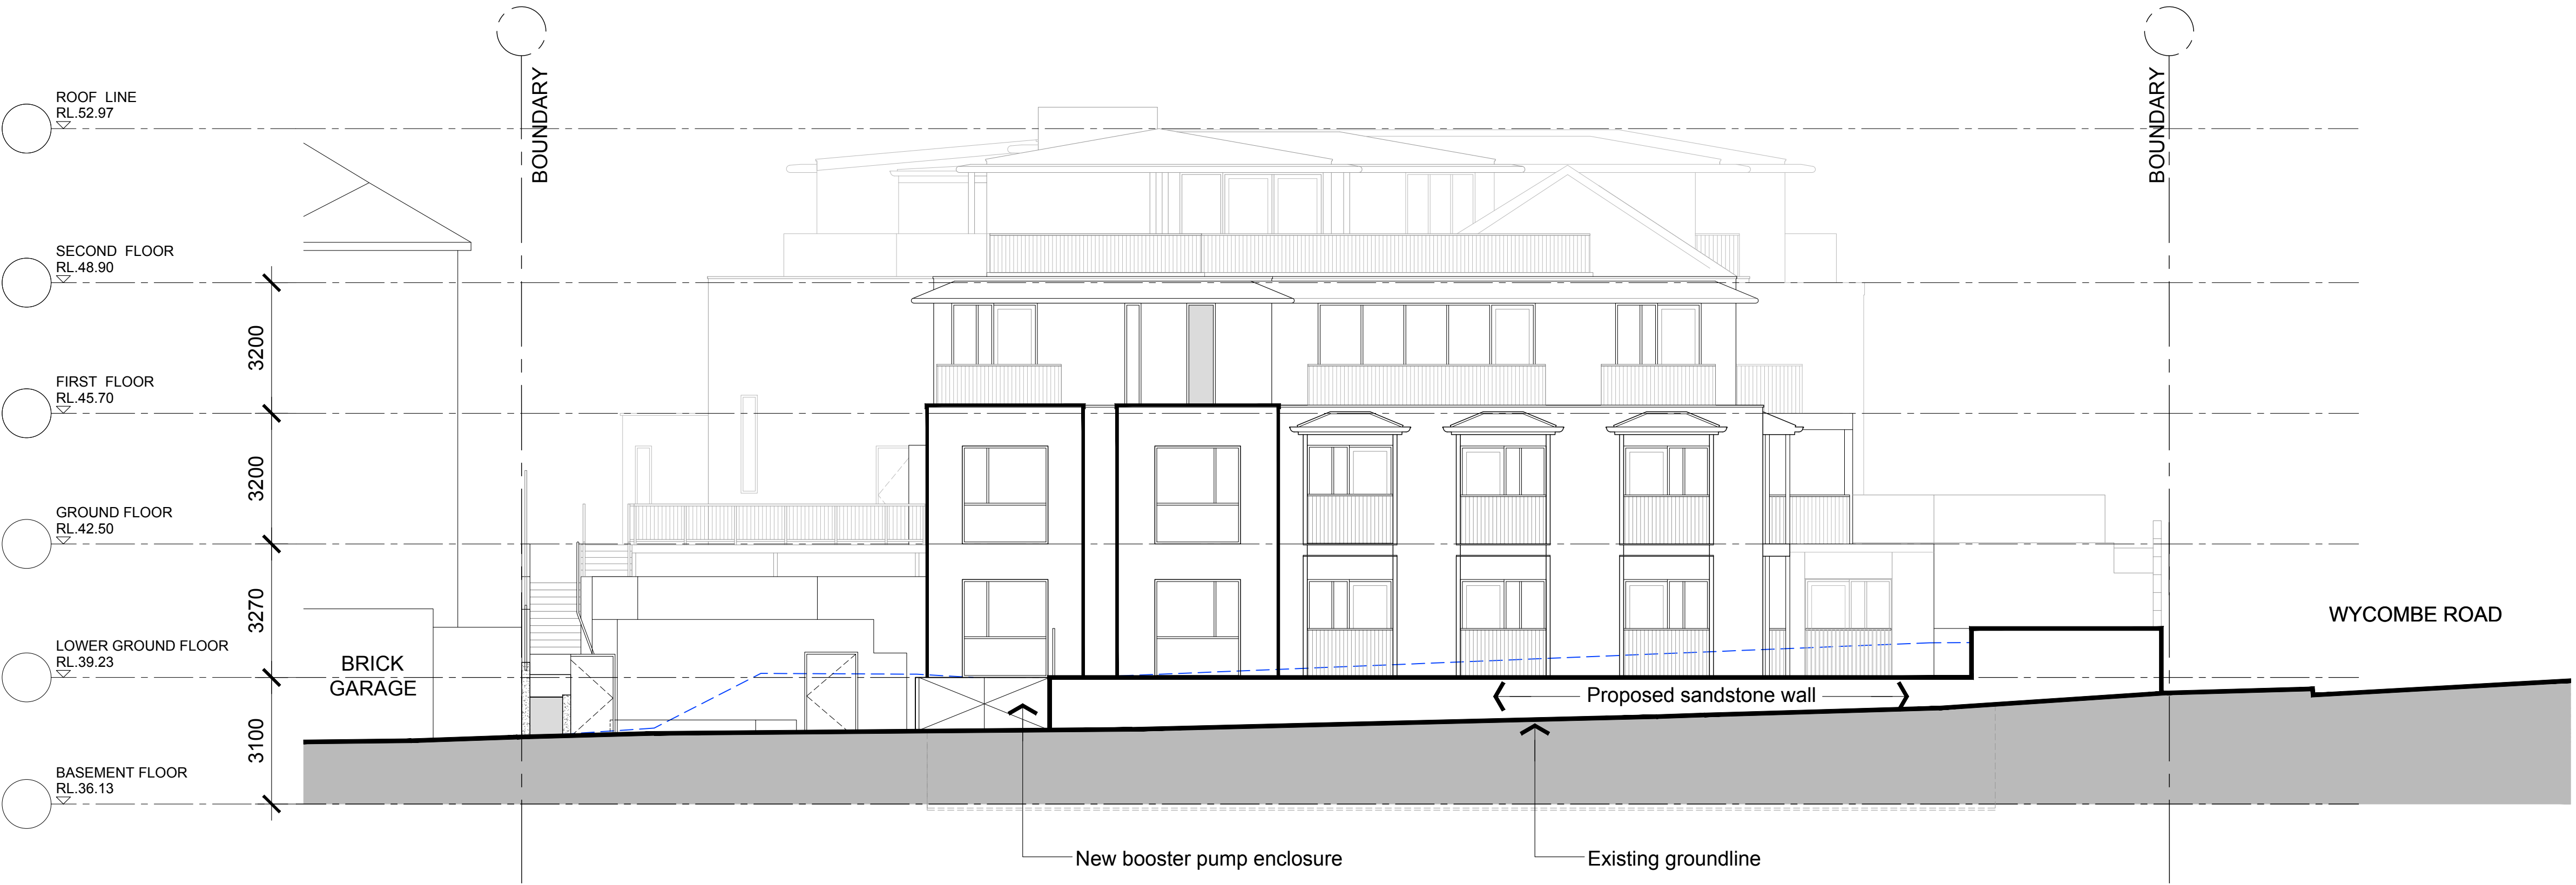 BOUNDARY
BOUNDARY
ROOF LINE
RL.52.97
SECOND FLOOR
RL.48.90
3200
FIRST FLOOR
RL.45.70
3200
GROUND FLOOR
RL.42.50
3270
LOWER GROUND FLOOR
RL.39.23
3100
BASEMENT FLOOR
RL.36.13
BRICK
GARAGE
WYCOMBE ROAD
Proposed sandstone wall
New booster pump enclosure
Existing groundline